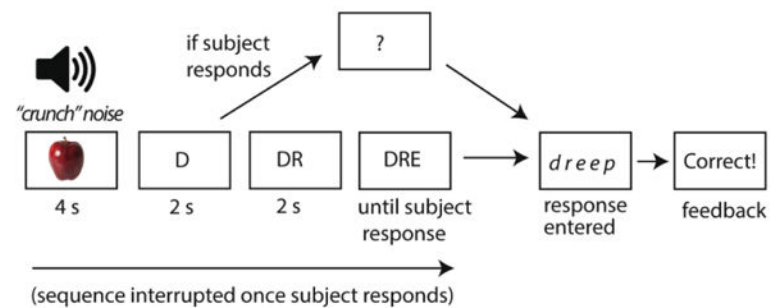 ?
if subject
responds
"crunch" noise
D
DR
DRE
dreep
Correct!
4 s
2 s
2 s
until subject
response
response
entered
feedback
(sequence interrupted once subject responds)